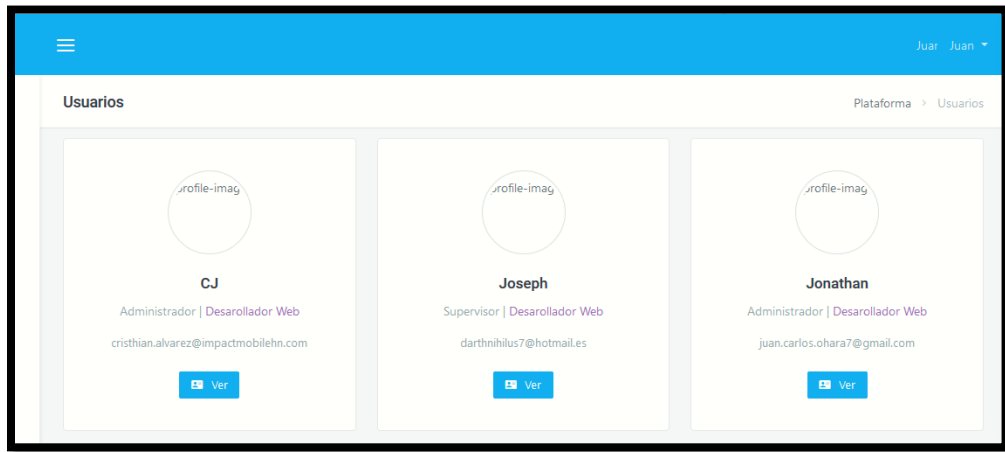 Juan Juan
Usuarios
Plataforma > Usuarios
profile-imag
profile-imag
profile-imag
CJ
Administrador | Desarollador Web
cristhian.alvarez@impactmobilehn.com
Ver
Joseph
Supervisor | Desarollador Web
darthnihilus7@hotmail.es
Ver
Jonathan
Administrador | Desarollador Web
juan.carlos.ohara7@gmail.com
Ver